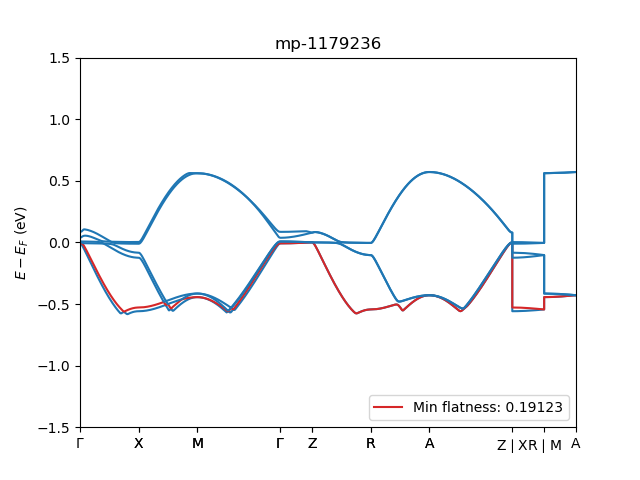 mp-1179236
1.5
1.0
0.5
0.0
−0.5
−1.0
−1.5
E − E_F (eV)
Min flatness: 0.19123
Γ X M Γ Z R A Z | XR | M A